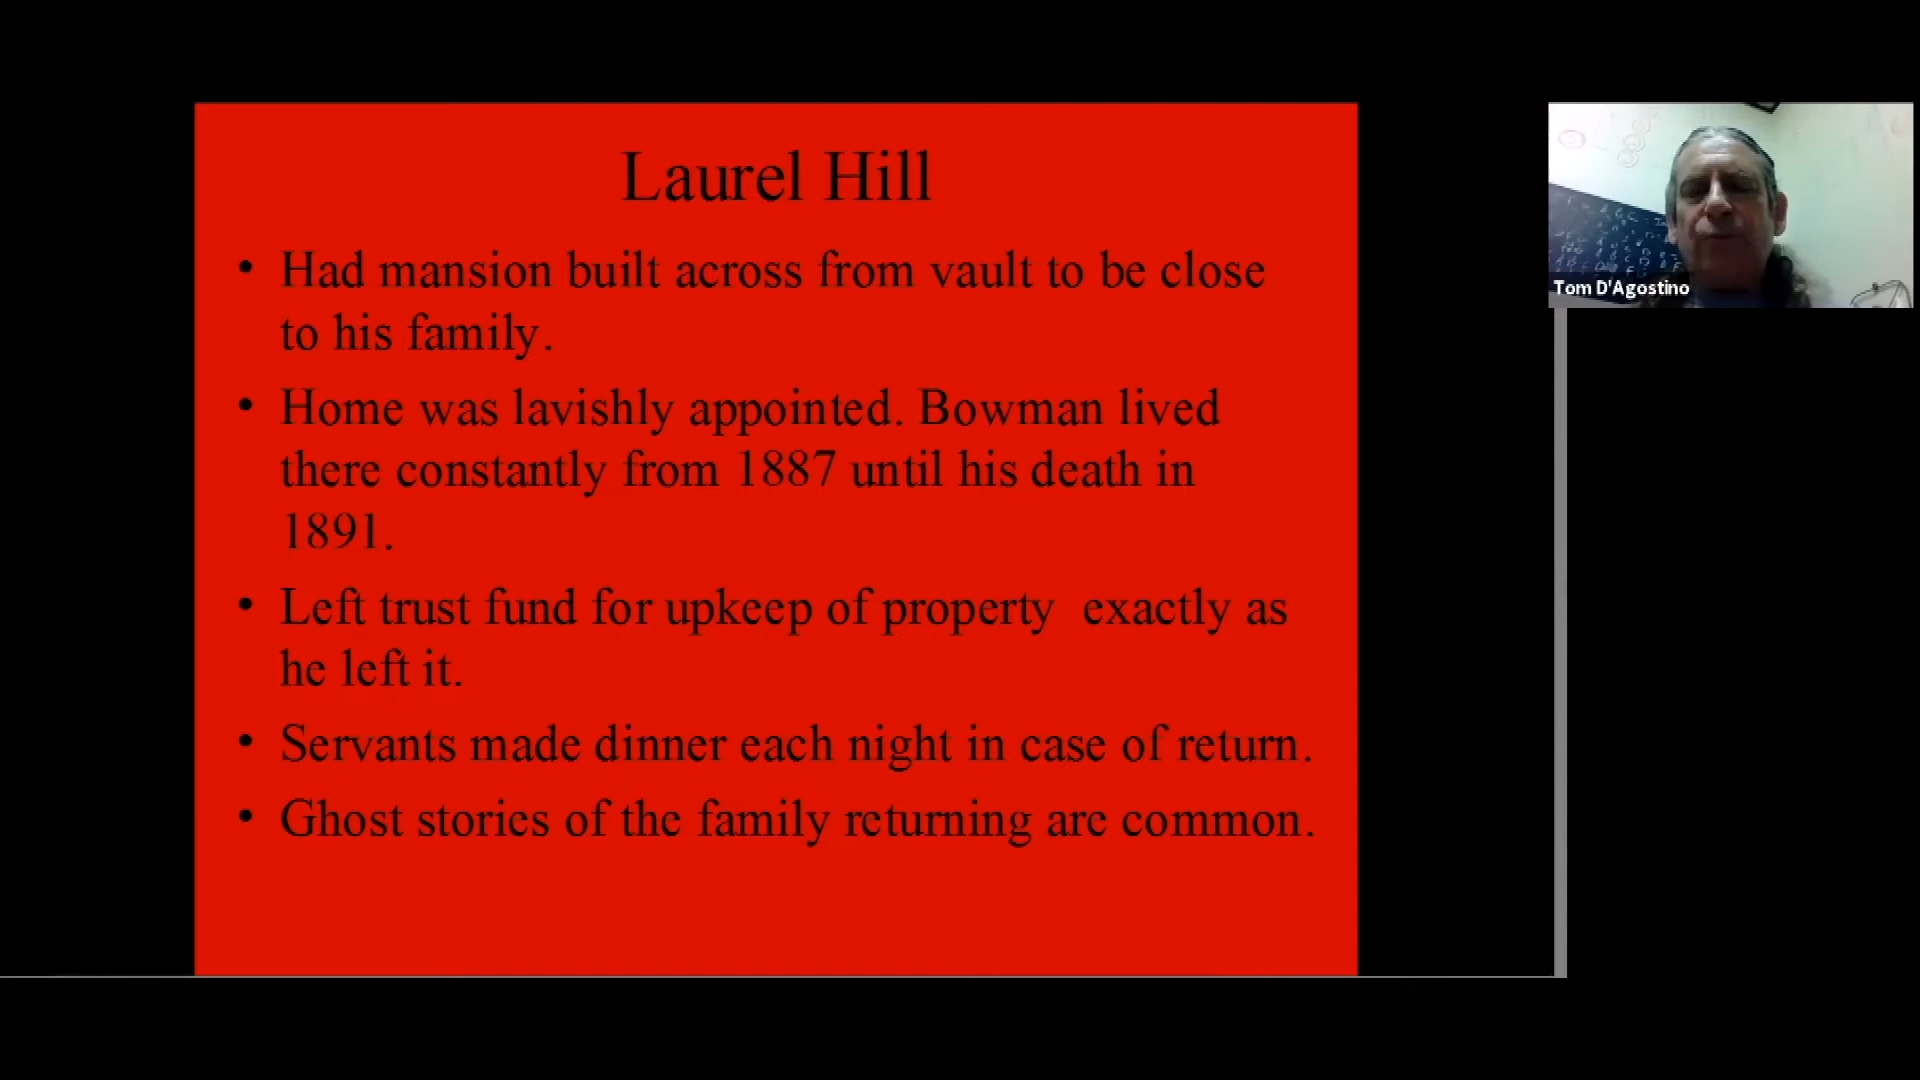 Laurel Hill
• Had mansion built across from vault to be close
to his family.
• Home was lavishly appointed. Bowman lived
there constantly from 1887 until his death in
1891.
• Left trust fund for upkeep of property  exactly as
he left it.
• Servants made dinner each night in case of return.
• Ghost stories of the family returning are common.
Tom D'Agostino